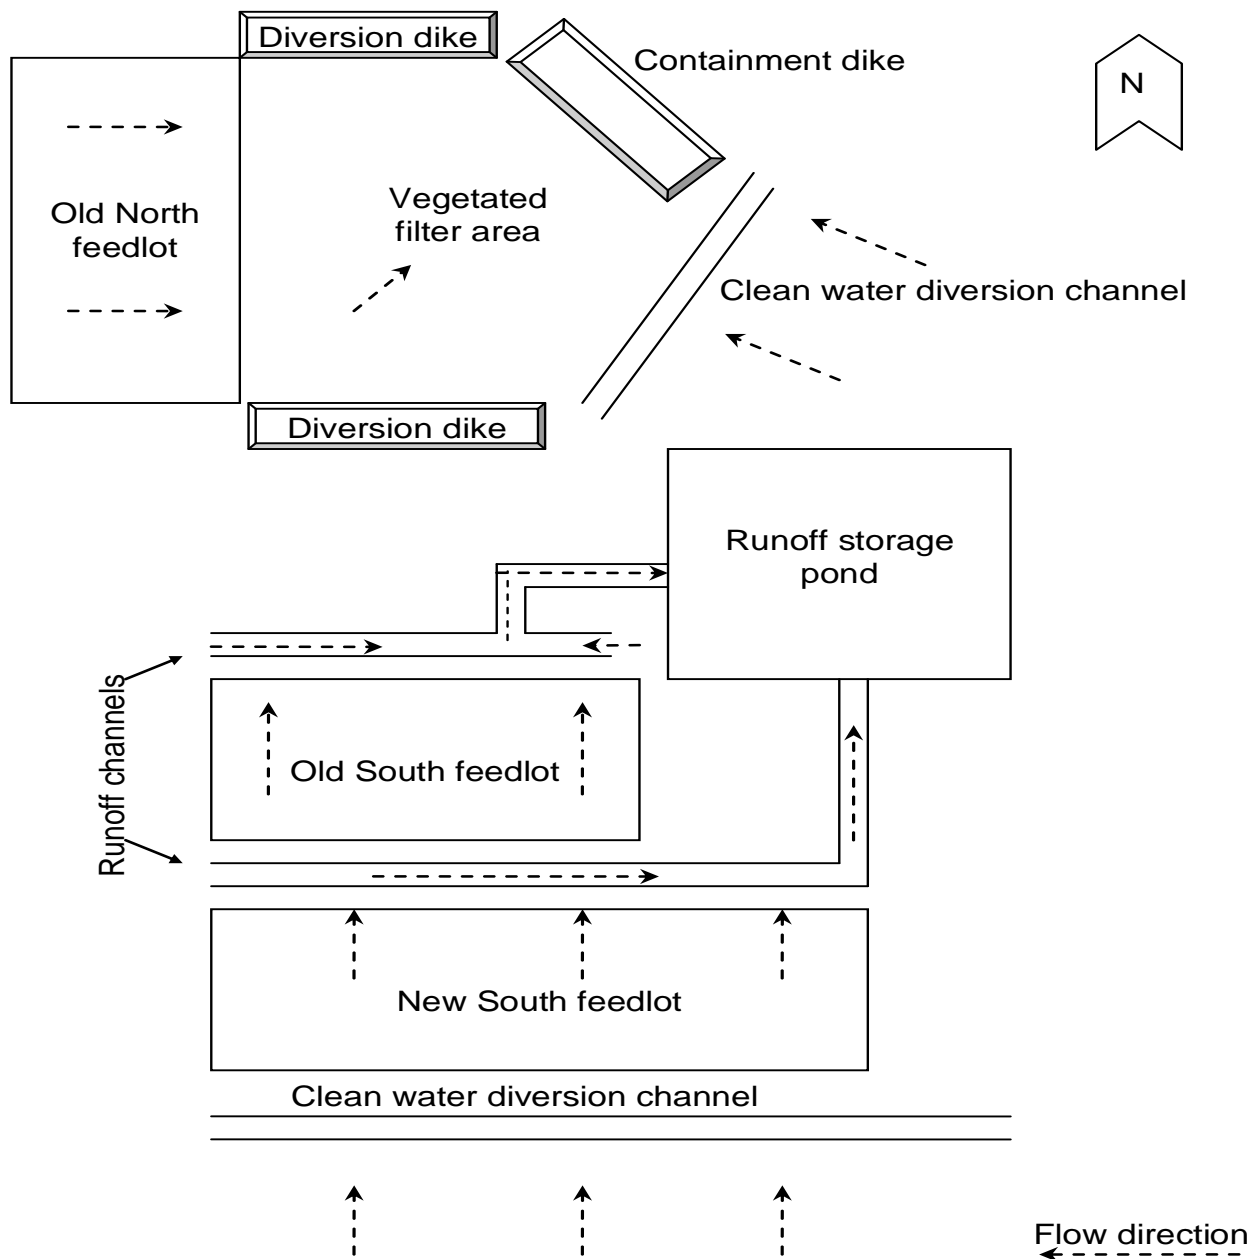 Diversion dike
Containment dike
N
Old North
feedlot
Vegetated
filter area
Clean water diversion channel
Diversion dike
Runoff storage
pond
Runoff channels
Old South feedlot
New South feedlot
Clean water diversion channel
Flow direction